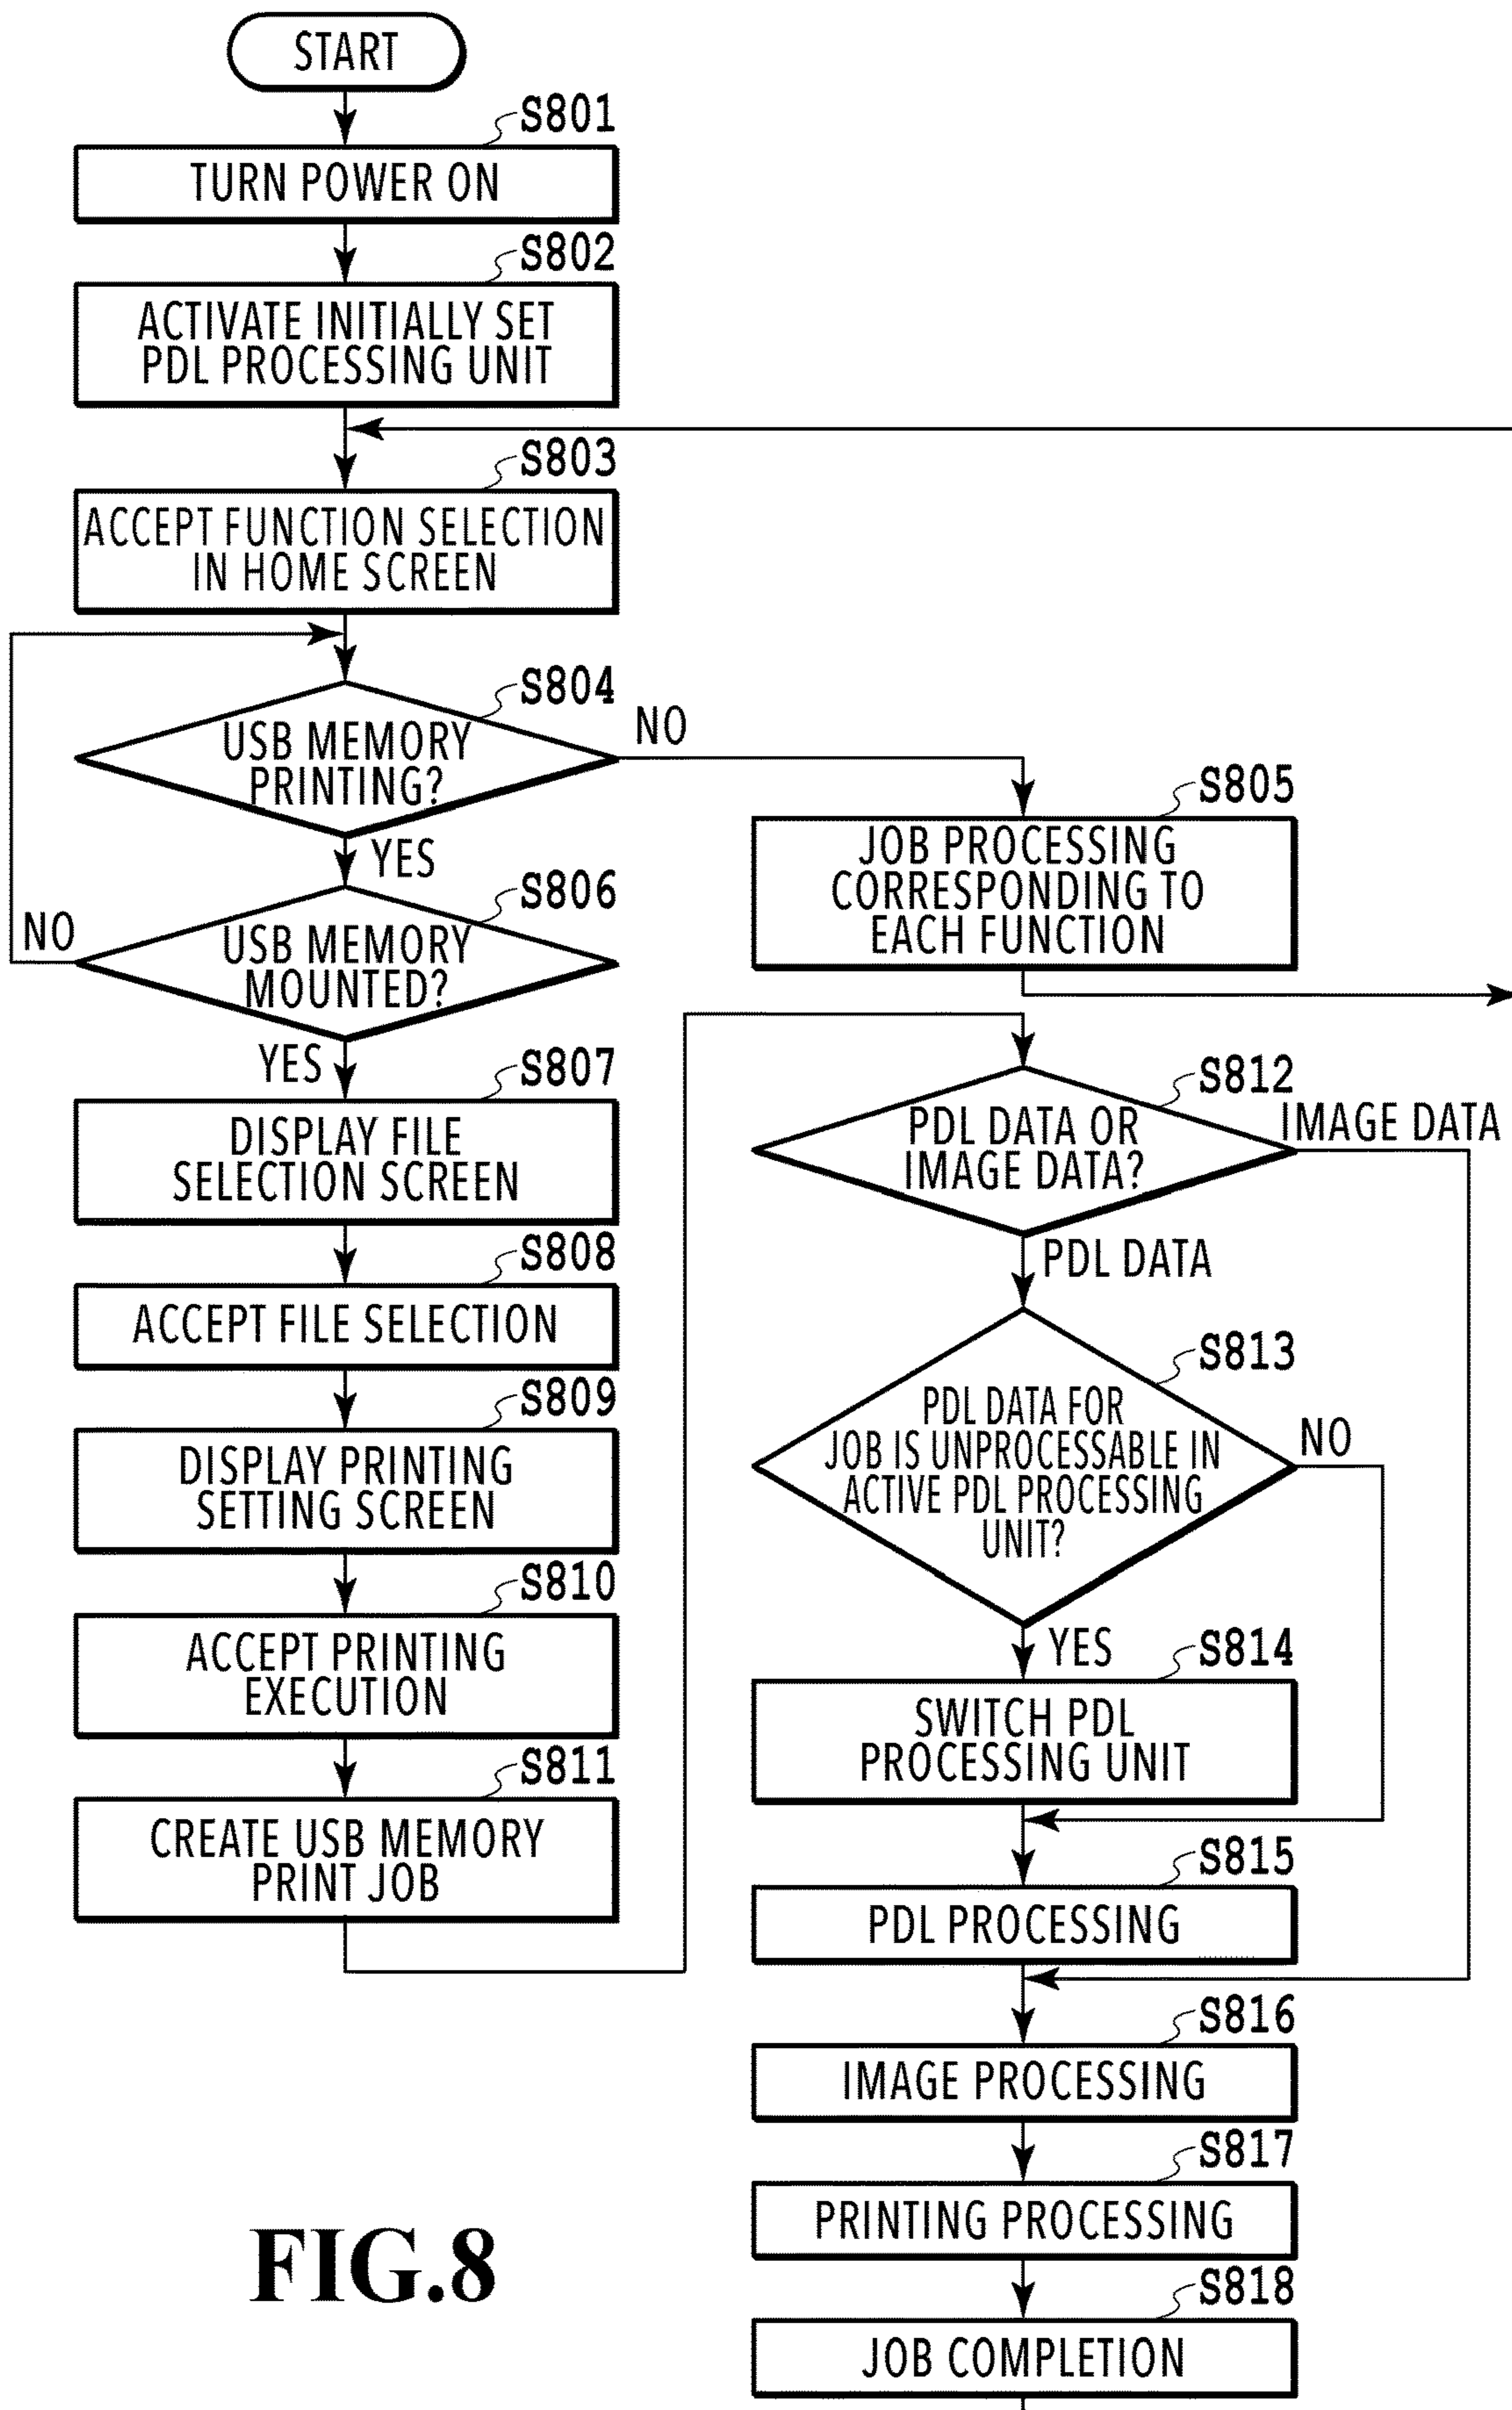 START
S801
TURN POWER ON
S802
ACTIVATE INITIALLY SET
PDL PROCESSING UNIT
S803
ACCEPT FUNCTION SELECTION
IN HOME SCREEN
S804
USB MEMORY
PRINTING?
NO
YES
S805
JOB PROCESSING
CORRESPONDING TO
EACH FUNCTION
S806
USB MEMORY
MOUNTED?
NO
YES
S807
DISPLAY FILE
SELECTION SCREEN
S808
ACCEPT FILE SELECTION
S809
DISPLAY PRINTING
SETTING SCREEN
S810
ACCEPT PRINTING
EXECUTION
S811
CREATE USB MEMORY
PRINT JOB
S812
PDL DATA OR
IMAGE DATA?
IMAGE DATA
PDL DATA
S813
PDL DATA FOR
JOB IS UNPROCESSABLE IN
ACTIVE PDL PROCESSING
UNIT?
NO
YES
S814
SWITCH PDL
PROCESSING UNIT
S815
PDL PROCESSING
S816
IMAGE PROCESSING
S817
PRINTING PROCESSING
S818
JOB COMPLETION
FIG.8